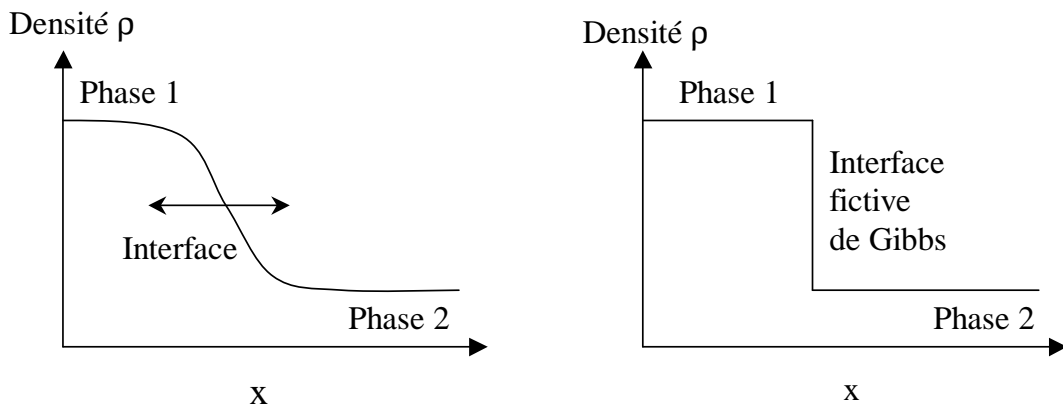 Densité ρ
Phase 1
Interface
Phase 2
x
Densité ρ
Phase 1
Interface
fictive
de Gibbs
Phase 2
x